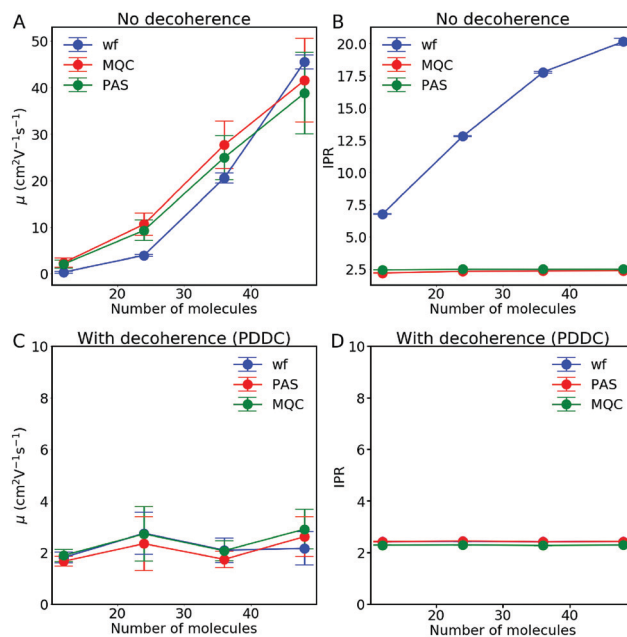 A
No decoherence
wf
MQC
PAS
μ (cm²V⁻¹s⁻¹)
50
40
30
20
10
0
20
30
40
Number of molecules
B
No decoherence
wf
MQC
PAS
IPR
20.0
17.5
15.0
12.5
10.0
7.5
5.0
2.5
20
30
40
Number of molecules
C
With decoherence (PDDC)
wf
PAS
MQC
μ (cm²V⁻¹s⁻¹)
10
8
6
4
2
0
20
30
40
Number of molecules
D
With decoherence (PDDC)
wf
PAS
MQC
IPR
10
8
6
4
2
0
20
30
40
Number of molecules